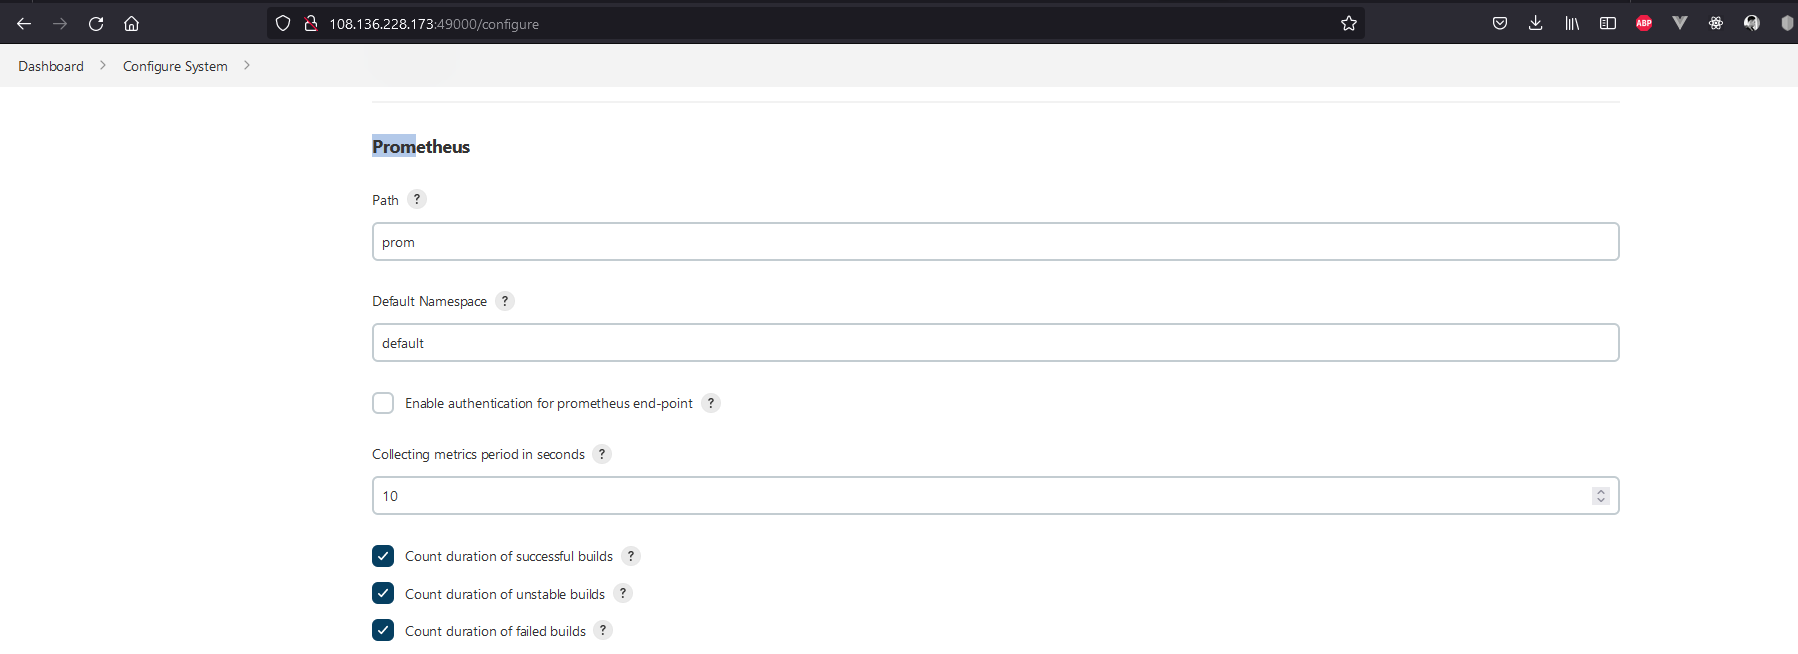 108.136.228.173:49000/configure
ABP
Dashboard > Configure System >
Prometheus
Path ?
prom
Default Namespace ?
default
Enable authentication for prometheus end-point ?
Collecting metrics period in seconds ?
10
Count duration of successful builds ?
Count duration of unstable builds ?
Count duration of failed builds ?